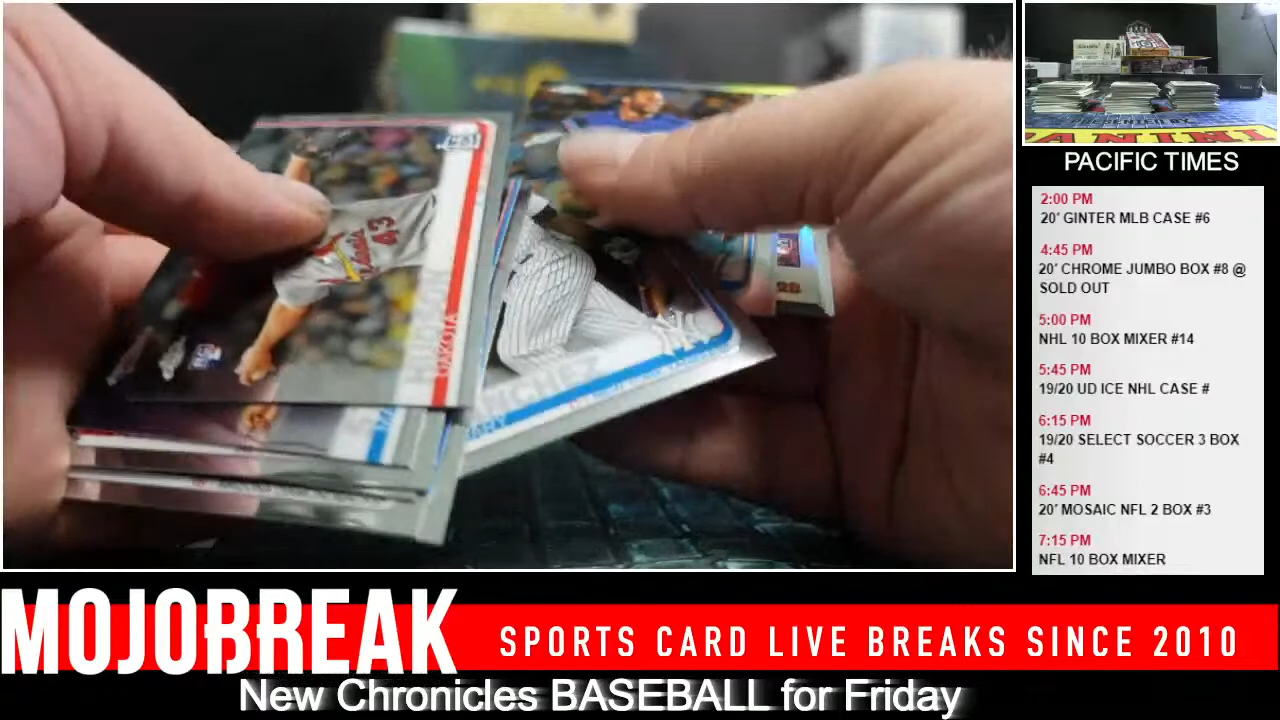 PACIFIC TIMES
2:00 PM
20' GINTER MLB CASE #6
4:45 PM
20' CHROME JUMBO BOX #8 @
SOLD OUT
5:00 PM
NHL 10 BOX MIXER #14
5:45 PM
19/20 UD ICE NHL CASE #
6:15 PM
19/20 SELECT SOCCER 3 BOX
#4
6:45 PM
20' MOSAIC NFL 2 BOX #3
7:15 PM
NFL 10 BOX MIXER
PANINI
43
DAKOTA
MOJOBREAK
SPORTS CARD LIVE BREAKS SINCE 2010
New Chronicles BASEBALL for Friday